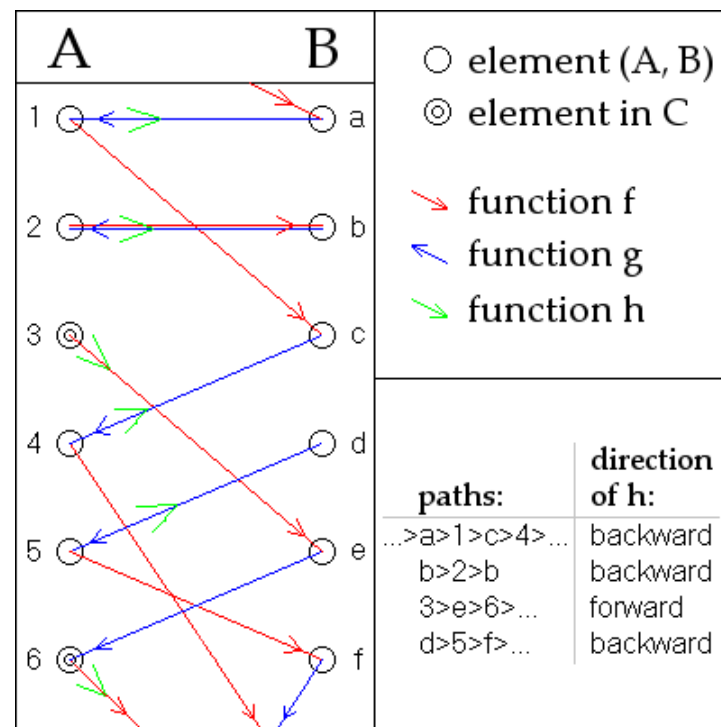 A B
1 a
2 b
3 c
4 d
5 e
6 f
element (A, B)
element in C
function f
function g
function h
paths: direction of h:
...>a>1>c>4>... backward
b>2>b backward
3>e>6>... forward
d>5>f>... backward